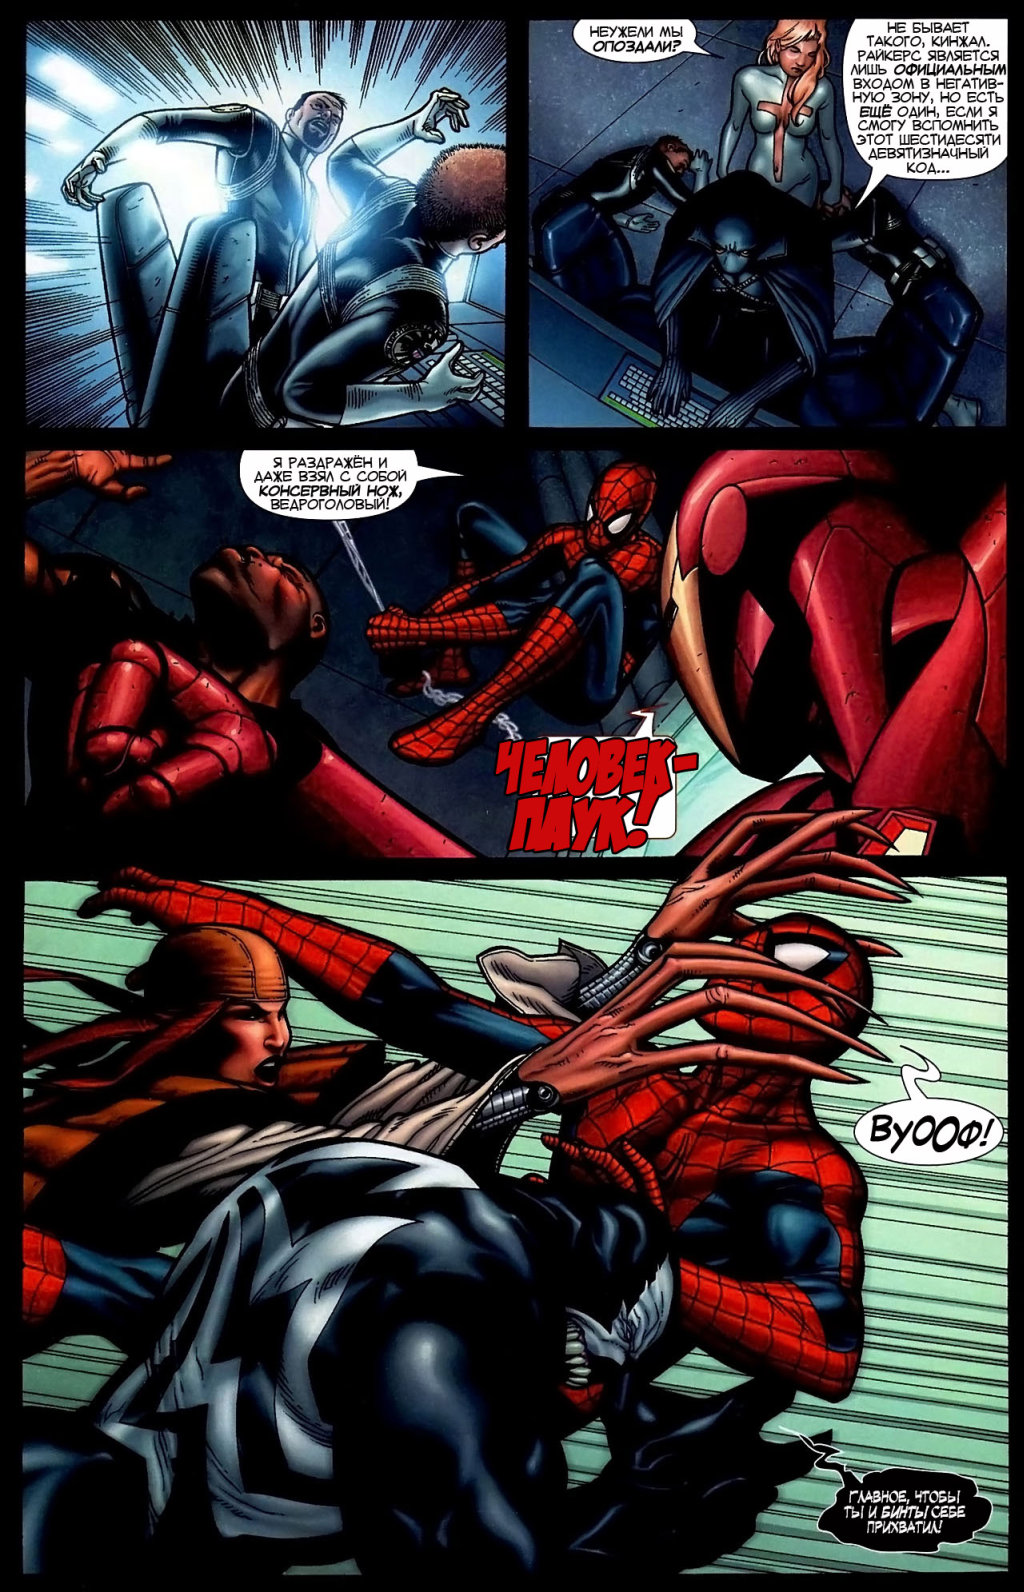 НЕУЖЕЛИ МЫ
ОПОЗДАЛИ?
НЕ БЫВАЕТ
ТАКОГО, КИНЖАЛ.
РАЙКЕРС ЯВЛЯЕТСЯ
ЛИШЬ ОФИЦИАЛЬНЫМ
ВХОДОМ В НЕГАТИВ-
НУЮ ЗОНУ, НО ЕСТЬ
ЕЩЁ ОДИН, ЕСЛИ Я
СМОГУ ВСПОМНИТЬ
ЭТОТ ШЕСТИДЕСЯТИ
ДЕВЯТИЗНАЧНЫЙ
КОД...
Я РАЗДРАЖЁН И
ДАЖЕ ВЗЯЛ С СОБОЙ
КОНСЕРВНЫЙ НОЖ,
ВЕДРОГОЛОВЫЙ!
ЧЕЛОВЕК-
ПАУК!
ВУООФ!
ГЛАВНОЕ, ЧТОБЫ
ТЫ И БИНТЫ СЕБЕ
ПРИХВАТИЛ!